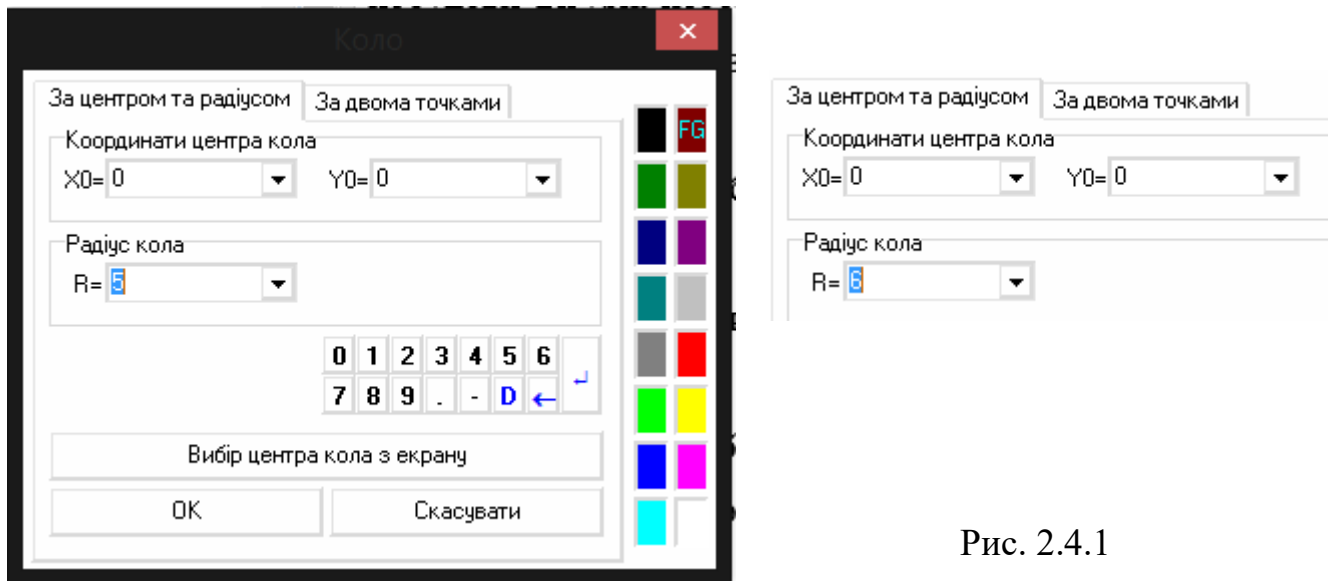 Коло
×
За центром та радіусом За двома точками
Координати центра кола
X0= 0 Y0= 0
Радіус кола
R= 5
0 1 2 3 4 5 6 ↵
7 8 9 . - D ←
Вибір центра кола з екрану
OK Скасувати
FG
За центром та радіусом За двома точками
Координати центра кола
X0= 0 Y0= 0
Радіус кола
R= 6
Рис. 2.4.1